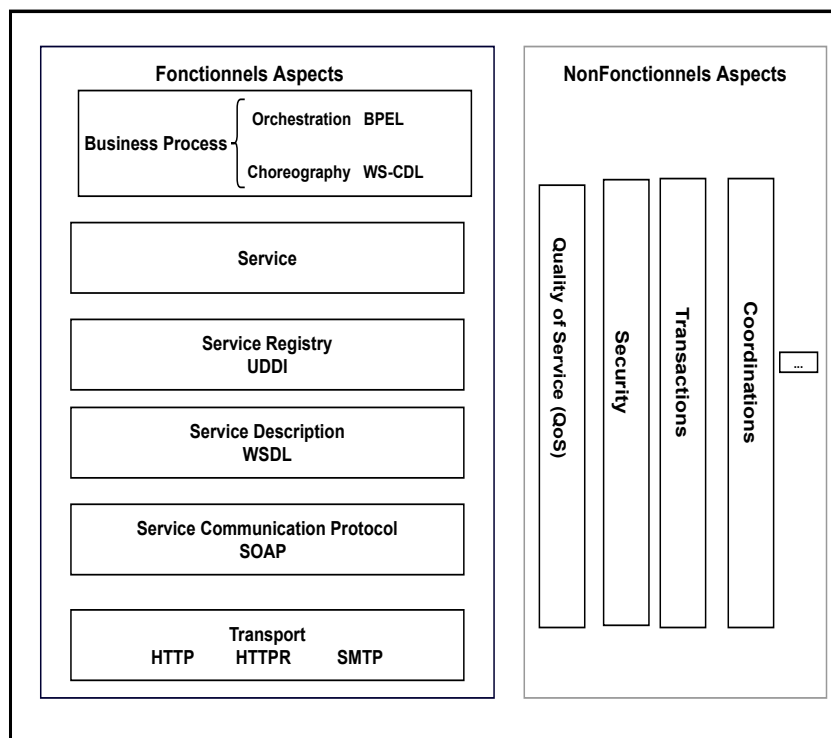 Fonctionnels Aspects
Business Process
Orchestration BPEL
Choreography WS-CDL
Service
Service Registry
UDDI
Service Description
WSDL
Service Communication Protocol
SOAP
Transport
HTTP HTTPR SMTP
NonFonctionnels Aspects
Quality of Service (QoS)
Security
Transactions
Coordinations
...